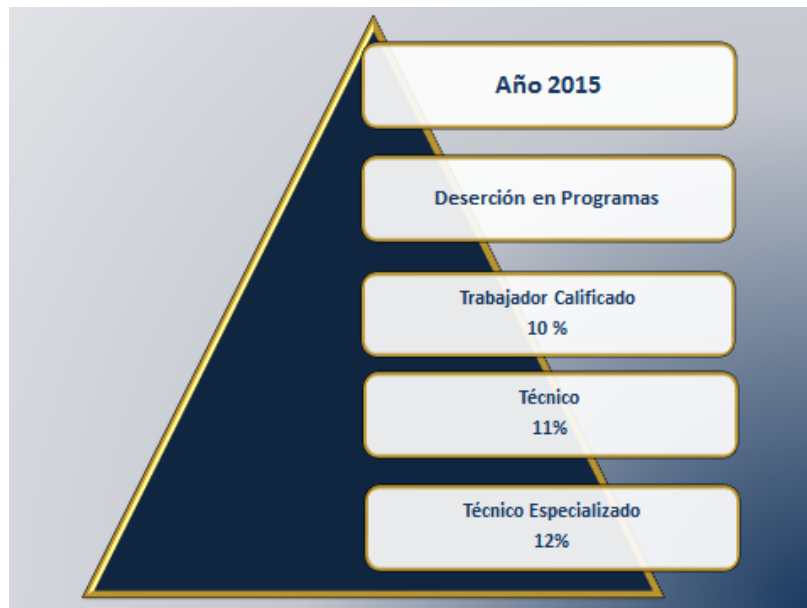 Año 2015
Deserción en Programas
Trabajador Calificado
10 %
Técnico
11%
Técnico Especializado
12%